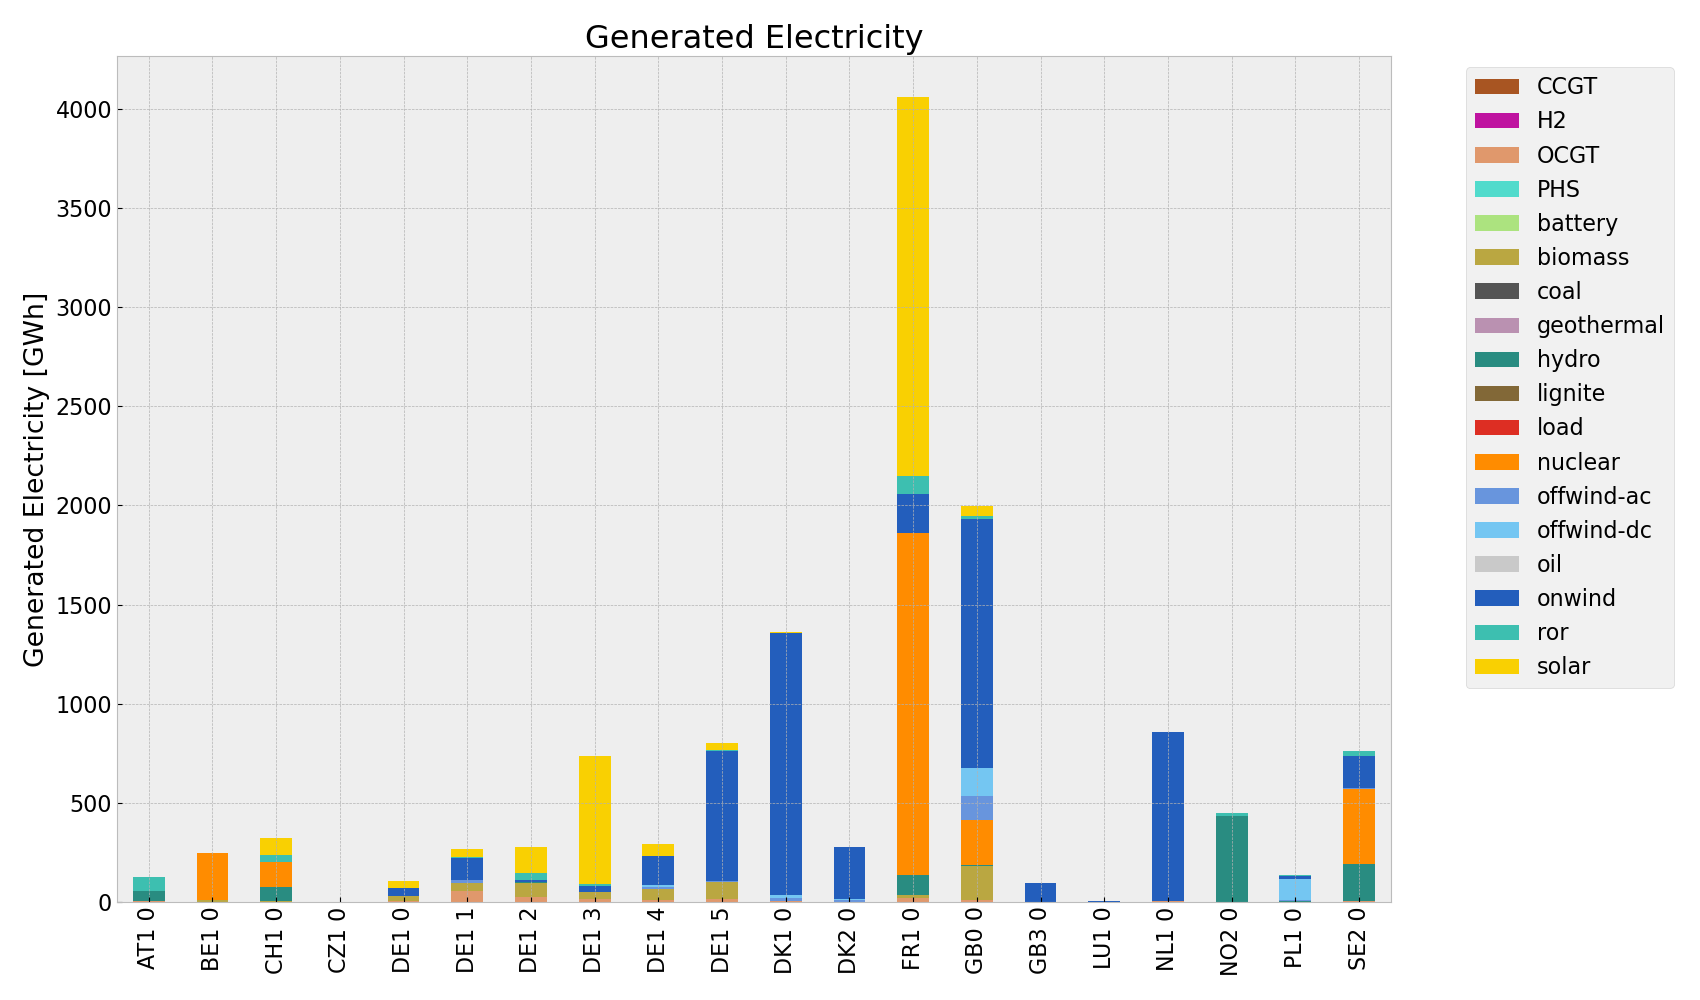 Generated Electricity
Generated Electricity [GWh]
4000
3500
3000
2500
2000
1500
1000
500
0
AT1 0
BE1 0
CH1 0
CZ1 0
DE1 0
DE1 1
DE1 2
DE1 3
DE1 4
DE1 5
DK1 0
DK2 0
FR1 0
GB0 0
GB3 0
LU1 0
NL1 0
NO2 0
PL1 0
SE2 0
CCGT
H2
OCGT
PHS
battery
biomass
coal
geothermal
hydro
lignite
load
nuclear
offwind-ac
offwind-dc
oil
onwind
ror
solar